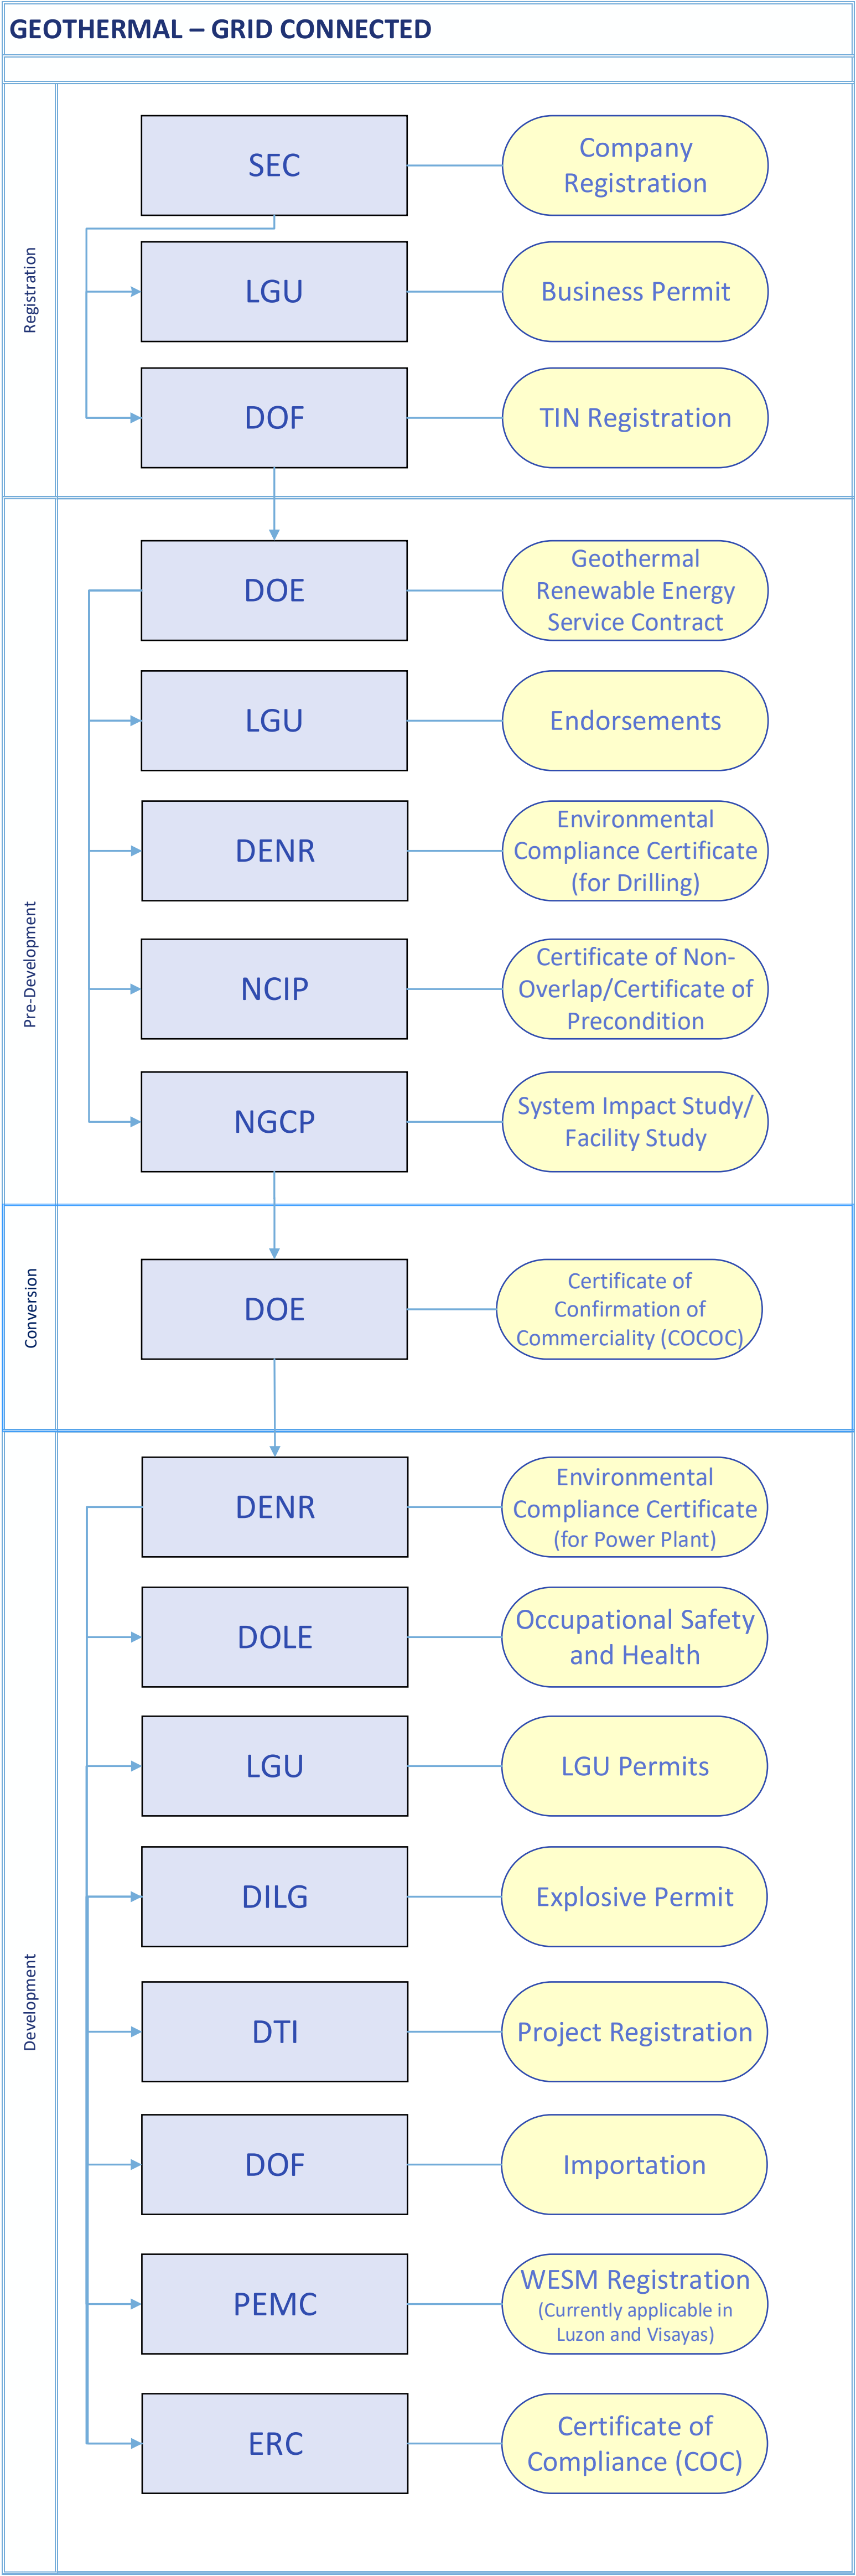 GEOTHERMAL – GRID CONNECTED
Registration
SEC
Company
Registration
LGU
Business Permit
DOF
TIN Registration
Pre-Development
DOE
Geothermal
Renewable Energy
Service Contract
LGU
Endorsements
DENR
Environmental
Compliance Certificate
(for Drilling)
NCIP
Certificate of Non-
Overlap/Certificate of
Precondition
NGCP
System Impact Study/
Facility Study
Conversion
DOE
Certificate of
Confirmation of
Commerciality (COCOC)
Development
DENR
Environmental
Compliance Certificate
(for Power Plant)
DOLE
Occupational Safety
and Health
LGU
LGU Permits
DILG
Explosive Permit
DTI
Project Registration
DOF
Importation
PEMC
WESM Registration
(Currently applicable in
Luzon and Visayas)
ERC
Certificate of
Compliance (COC)